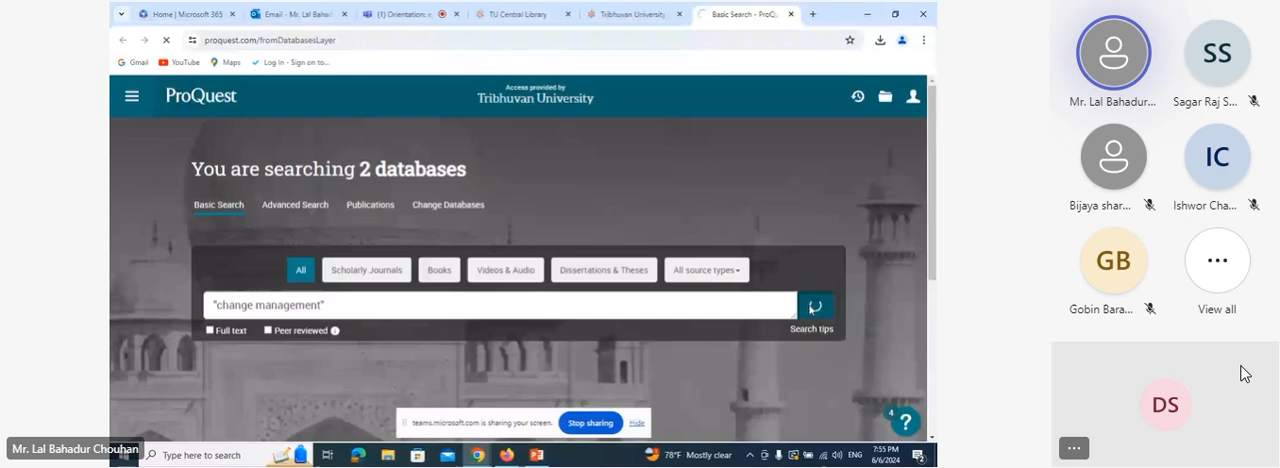 Home | Microsoft 365
Email - Mr. Lal Bahad
(1) Orientation: e
TU Central Library
Tribhuvan University
Basic Search - ProQu
proquest.com/fromDatabasesLayer
Gmail
YouTube
Maps
Log In - Sign on to...
ProQuest
Access provided by
Tribhuvan University
You are searching 2 databases
Basic Search
Advanced Search
Publications
Change Databases
All
Scholarly Journals
Books
Videos & Audio
Dissertations & Theses
All source types
"change management"
Full text
Peer reviewed
Search tips
teams.microsoft.com is sharing your screen.
Stop sharing
Hide
4
?
Mr. Lal Bahadur Chouhan
Type here to search
78°F Mostly clear
ENG
7:55 PM
6/6/2024
2
Mr. Lal Bahadur...
SS
Sagar Raj S...
Bijaya shar...
IC
Ishwor Cha...
GB
Gobin Bara...
View all
DS